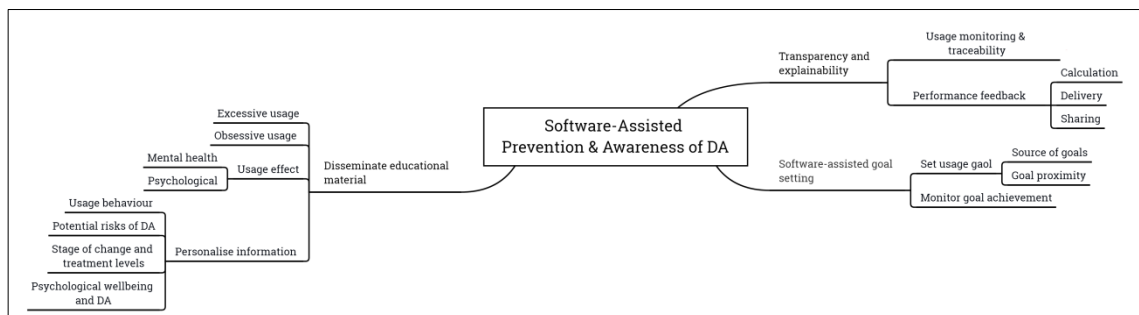 Software-Assisted
Prevention & Awareness of DA
Transparency and
explainability
Usage monitoring &
traceability
Performance feedback
Calculation
Delivery
Sharing
Software-assisted goal
setting
Set usage gaol
Source of goals
Goal proximity
Monitor goal achievement
Disseminate educational
material
Excessive usage
Obsessive usage
Usage effect
Mental health
Psychological
Personalise information
Usage behaviour
Potential risks of DA
Stage of change and
treatment levels
Psychological wellbeing
and DA